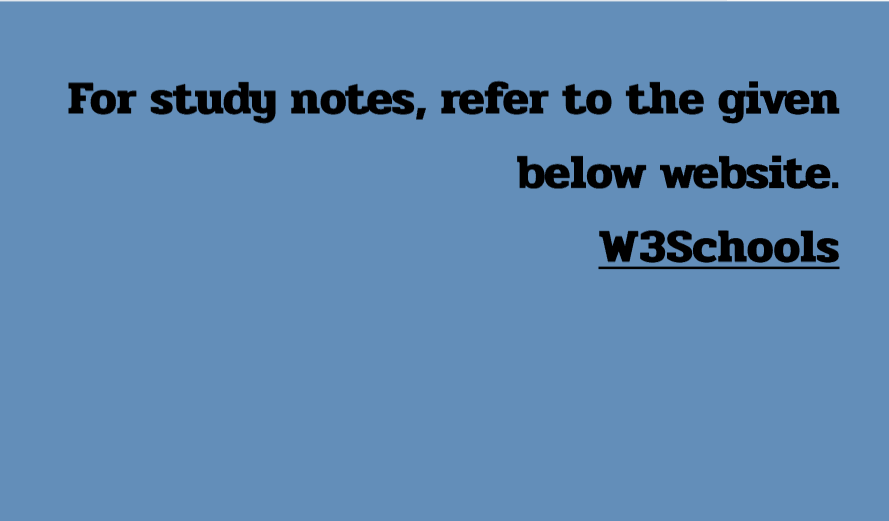 For study notes, refer to the given
below website.
W3Schools